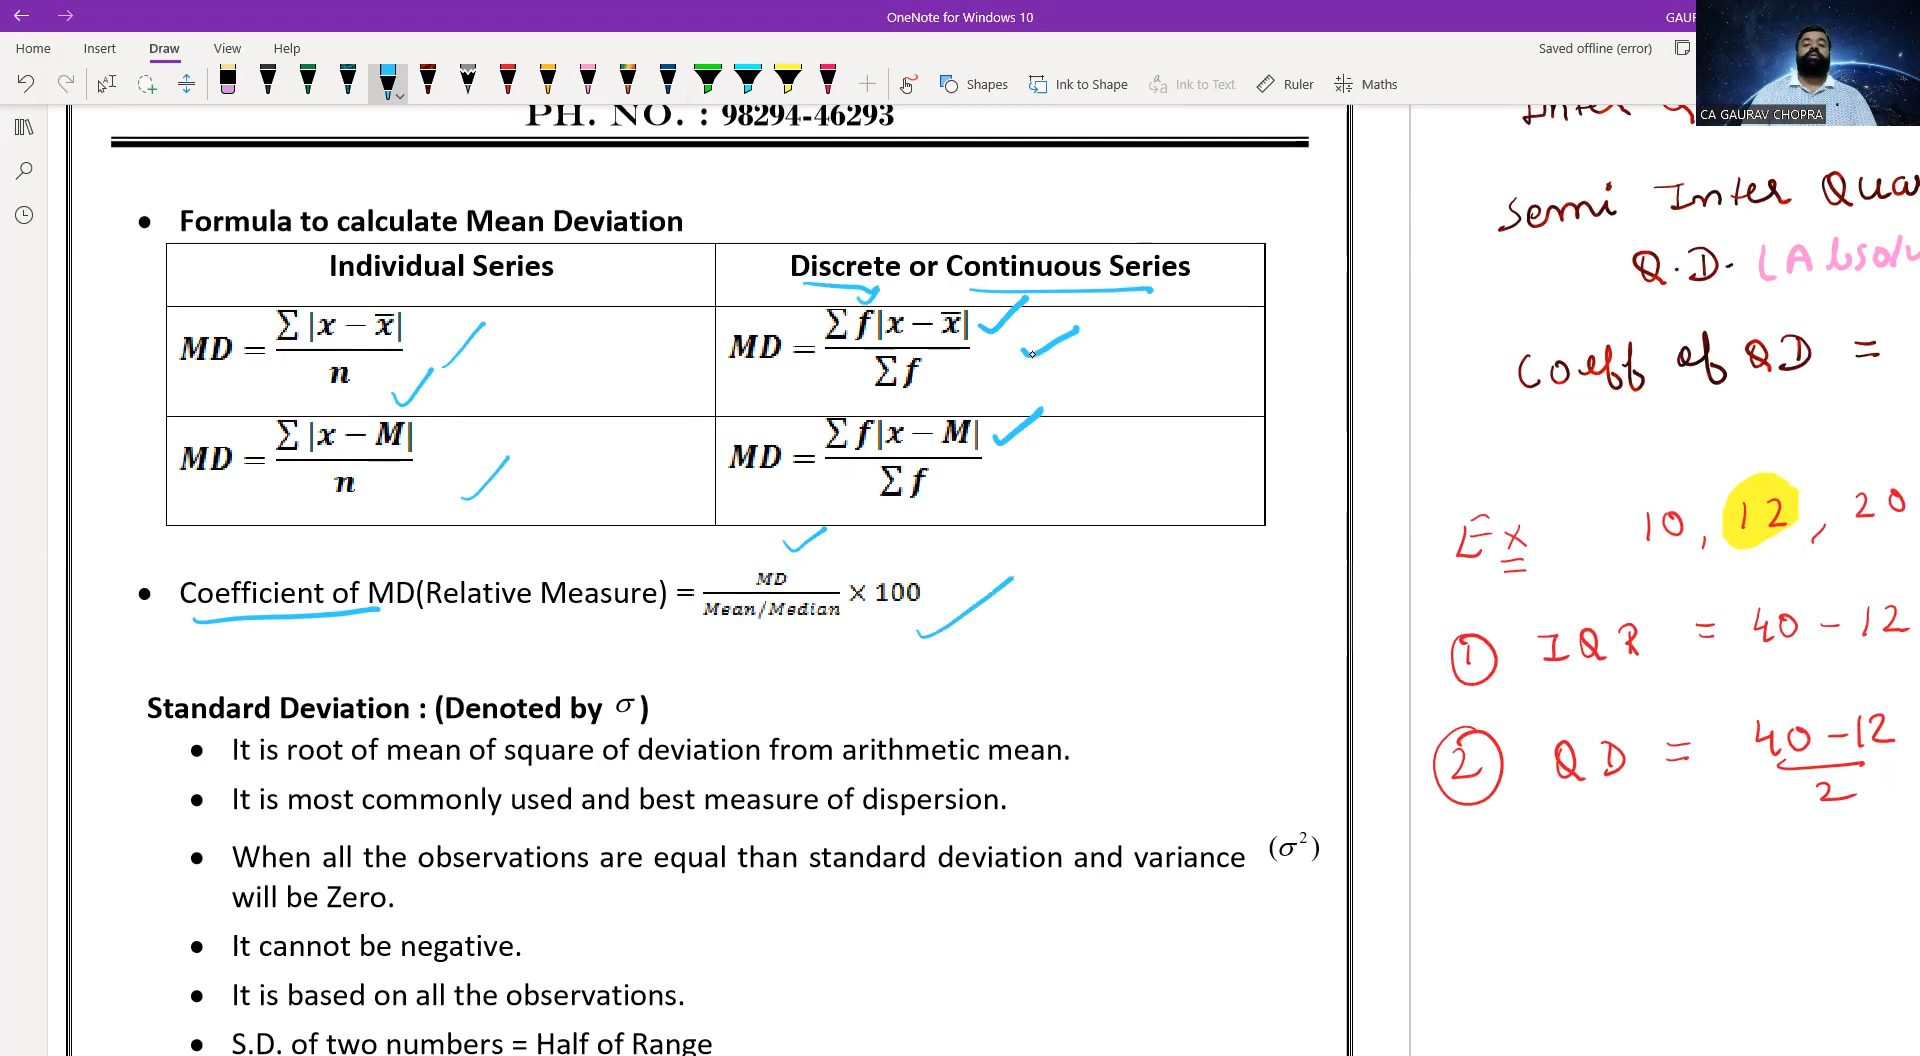 OneNote for Windows 10
GAUR
Home Insert Draw View Help
Saved offline (error)
Shapes Ink to Shape Ink to Text Ruler Maths
CA GAURAV CHOPRA
PH. NO. : 98294-46293
• Formula to calculate Mean Deviation
Individual Series Discrete or Continuous Series
MD = ∑ |x − x̅| / n MD = ∑ f|x − x̅| / ∑ f
MD = ∑ |x − M| / n MD = ∑ f|x − M| / ∑ f
• Coefficient of MD(Relative Measure) = MD / Mean/Median × 100
Standard Deviation : (Denoted by σ )
• It is root of mean of square of deviation from arithmetic mean.
• It is most commonly used and best measure of dispersion.
• When all the observations are equal than standard deviation and variance (σ²)
will be Zero.
• It cannot be negative.
• It is based on all the observations.
• S.D. of two numbers = Half of Range
Inter
Semi Inter Quar
Q.D. (Absolu
Coeff of QD =
Ex 10, 12, 20
1 IQR = 40 - 12
2 QD = 40 - 12 / 2